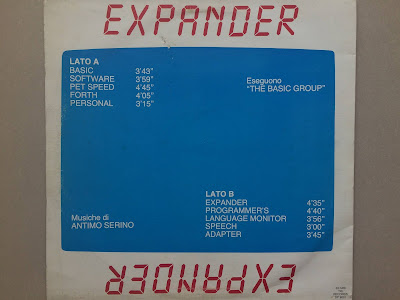 EXPANDER
LATO A
BASIC 3'43"
SOFTWARE 3'59"
PET SPEED 4'45"
FORTH 4'05"
PERSONAL 3'15"
Eseguono
"THE BASIC GROUP"
LATO B
EXPANDER 4'35"
PROGRAMMER'S 4'40"
LANGUAGE MONITOR 3'56"
SPEECH 3'00"
ADAPTER 3'45"
Musiche di
ANTIMO SERINO
EXPANDER